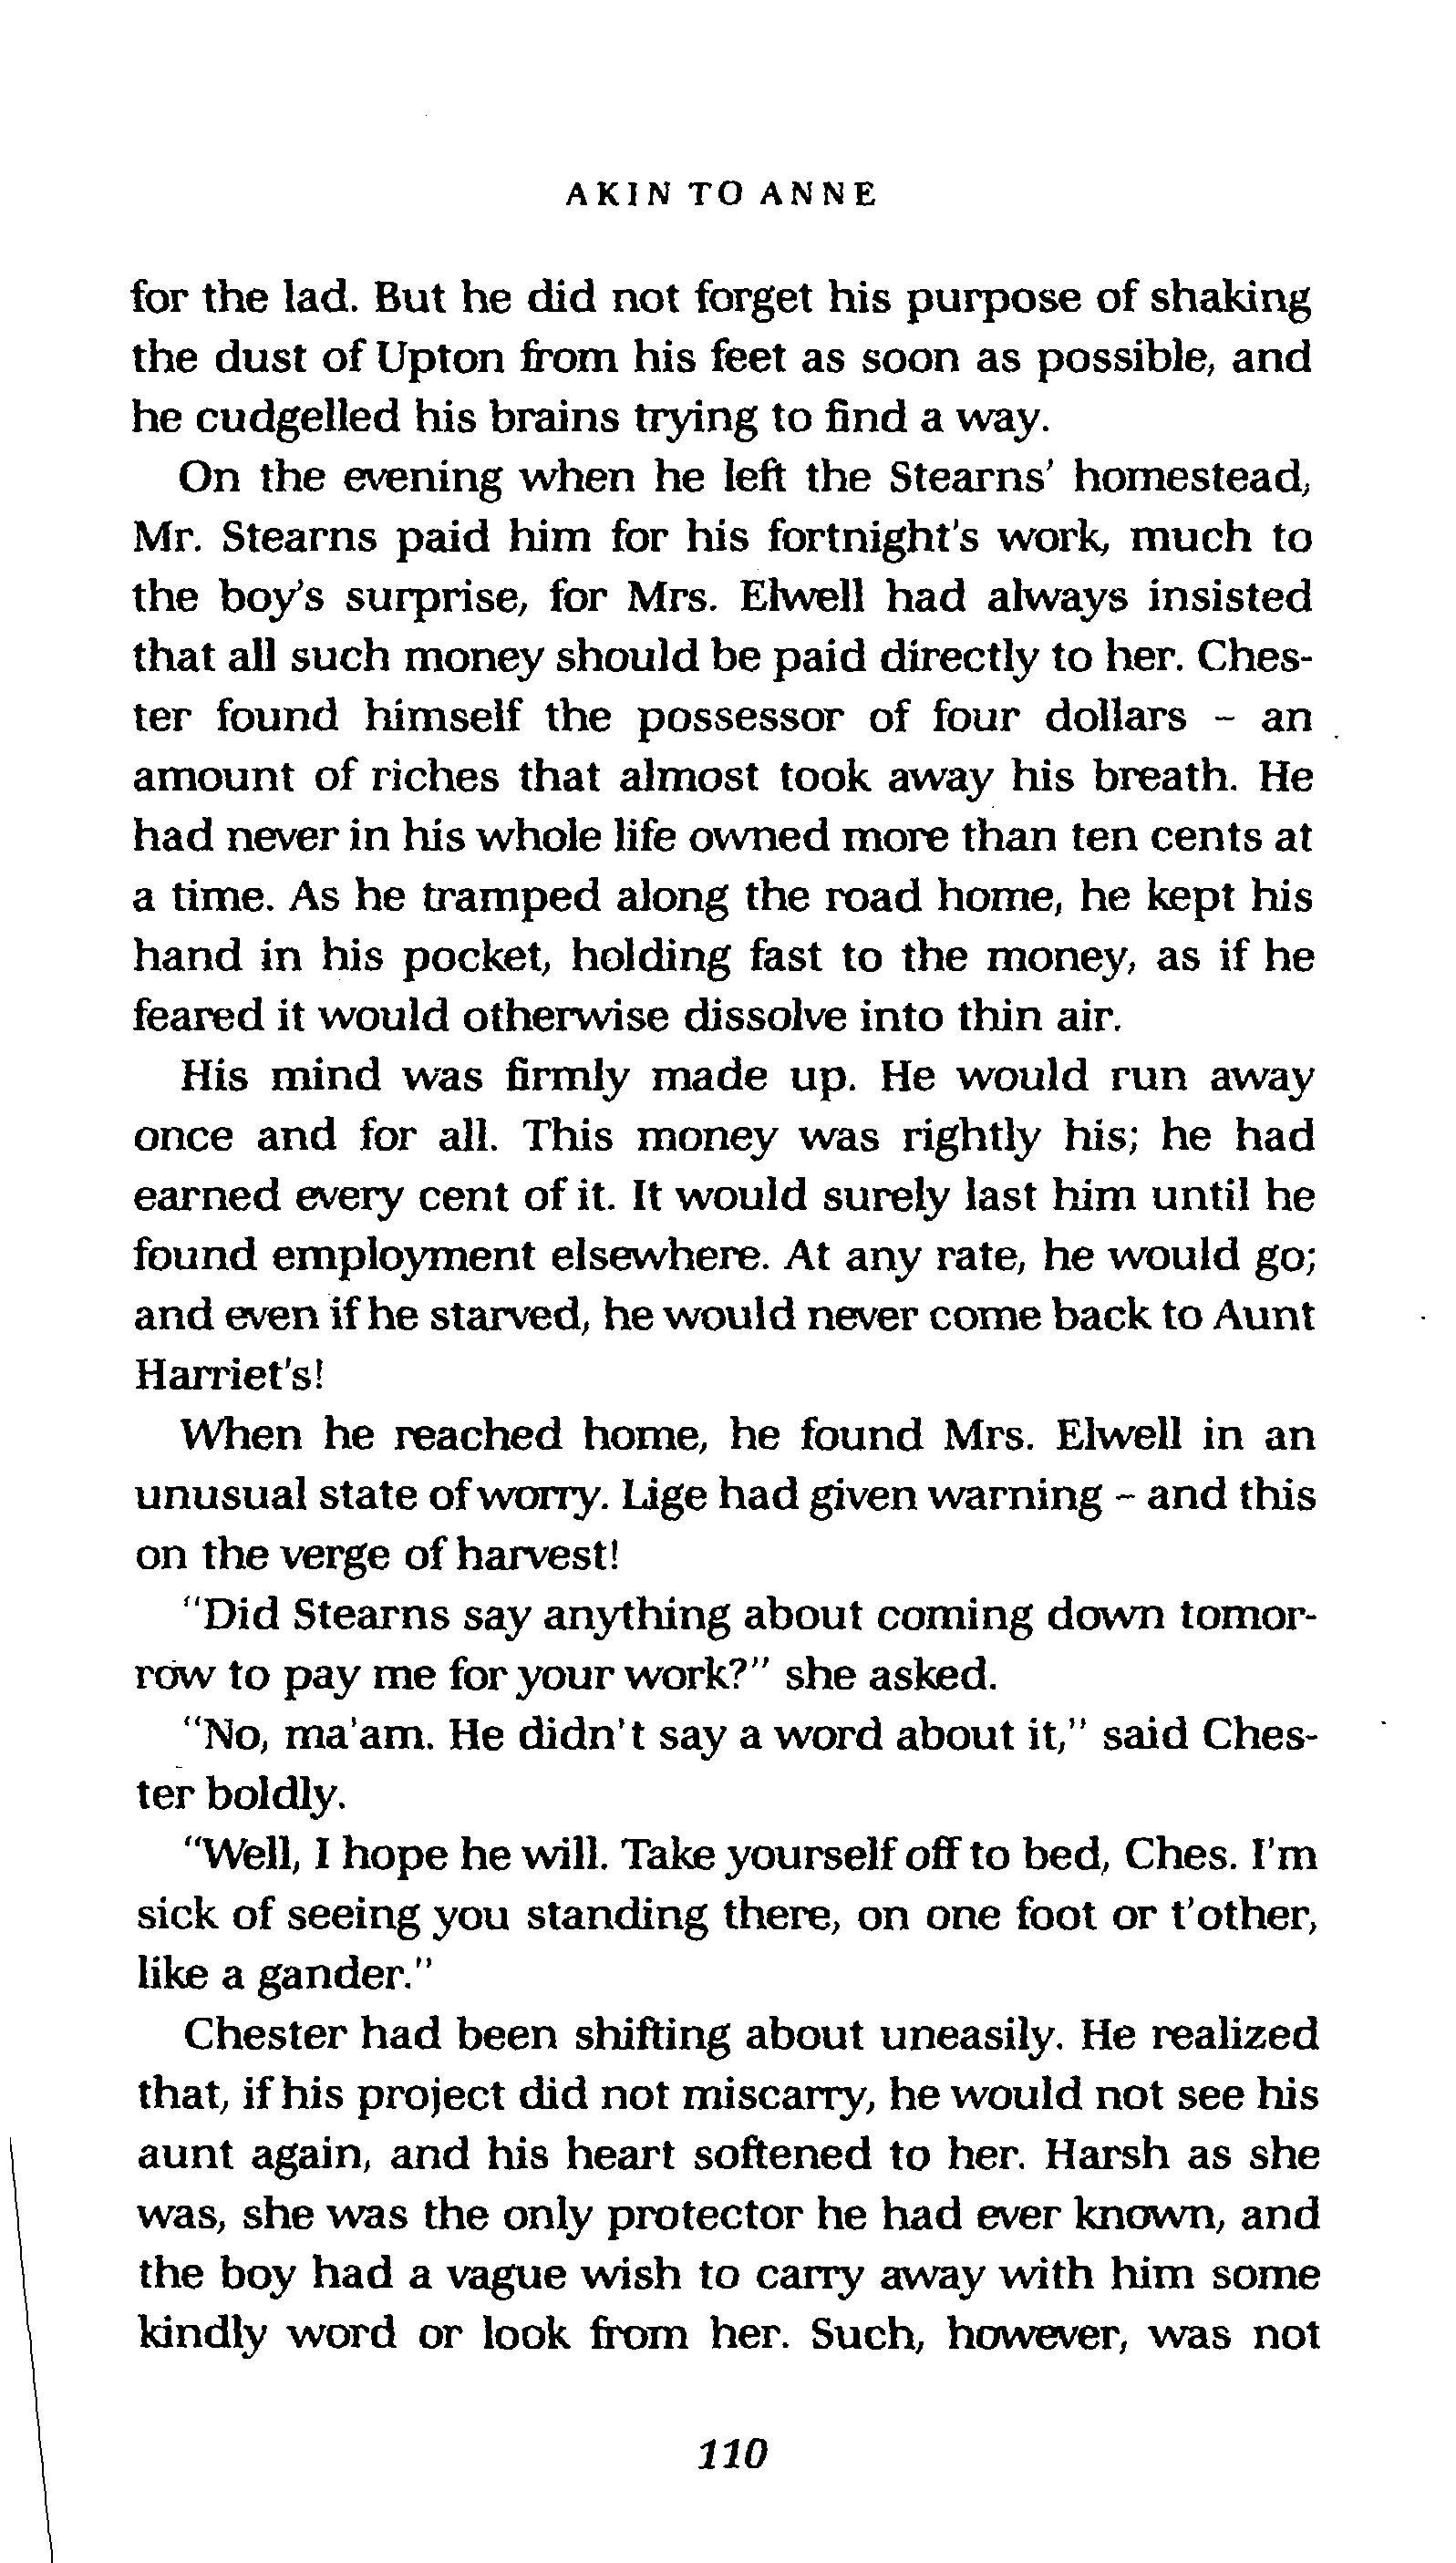 AKIN TO ANNE
for the lad. But he did not forget his purpose of shaking
the dust of Upton from his feet as soon as possible, and
he cudgelled his brains trying to find a way.
On the evening when he left the Stearns' homestead,
Mr. Stearns paid him for his fortnight's work, much to
the boy's surprise, for Mrs. Elwell had always insisted
that all such money should be paid directly to her. Ches-
ter found himself the possessor of four dollars – an
amount of riches that almost took away his breath. He
had never in his whole life owned more than ten cents at
a time. As he tramped along the road home, he kept his
hand in his pocket, holding fast to the money, as if he
feared it would otherwise dissolve into thin air.
His mind was firmly made up. He would run away
once and for all. This money was rightly his; he had
earned every cent of it. It would surely last him until he
found employment elsewhere. At any rate, he would go;
and even if he starved, he would never come back to Aunt
Harriet's!
When he reached home, he found Mrs. Elwell in an
unusual state of worry. Lige had given warning – and this
on the verge of harvest!
"Did Stearns say anything about coming down tomor-
row to pay me for your work?" she asked.
"No, ma'am. He didn't say a word about it," said Ches-
ter boldly.
"Well, I hope he will. Take yourself off to bed, Ches. I'm
sick of seeing you standing there, on one foot or t'other,
like a gander."
Chester had been shifting about uneasily. He realized
that, if his project did not miscarry, he would not see his
aunt again, and his heart softened to her. Harsh as she
was, she was the only protector he had ever known, and
the boy had a vague wish to carry away with him some
kindly word or look from her. Such, however, was not
110